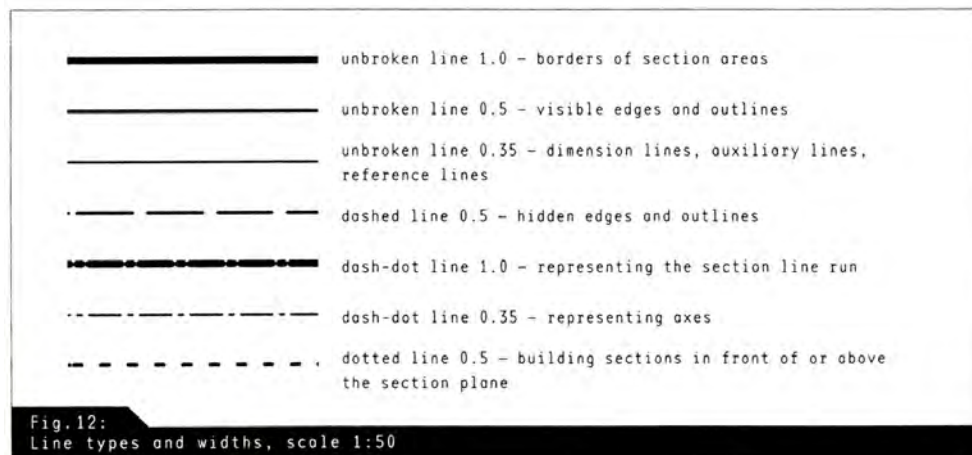 unbroken line 1.0 – borders of section areas
unbroken line 0.5 – visible edges and outlines
unbroken line 0.35 – dimension lines, auxiliary lines,
reference lines
dashed line 0.5 – hidden edges and outlines
dash-dot line 1.0 – representing the section line run
dash-dot line 0.35 – representing axes
dotted line 0.5 – building sections in front of or above
the section plane
Fig.12:
Line types and widths, scale 1:50